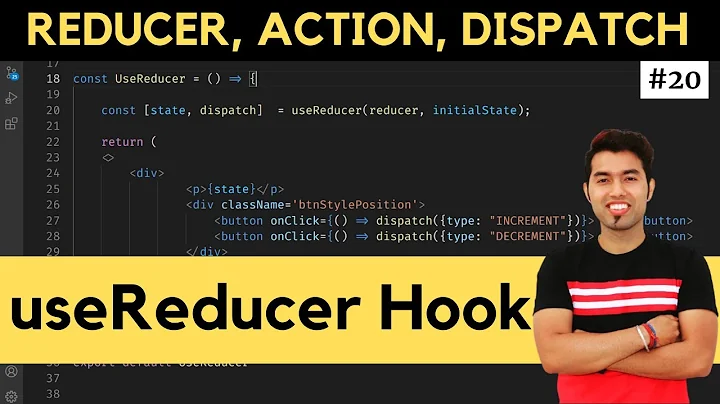 REDUCER, ACTION, DISPATCH
#20
17
18 const UseReducer = () => {
19
20 const [state, dispatch] = useReducer(reducer, initialState);
21
22 return (
23 <>
24 <div>
25 <p>{state}</p>
26 <div className='btnStylePosition'>
27 <button onClick={() => dispatch({type: "INCREMENT"})}> button>
28 <button onClick={() => dispatch({type: "DECREMENT"})}> button>
29 </div>
useReducer Hook
37
38